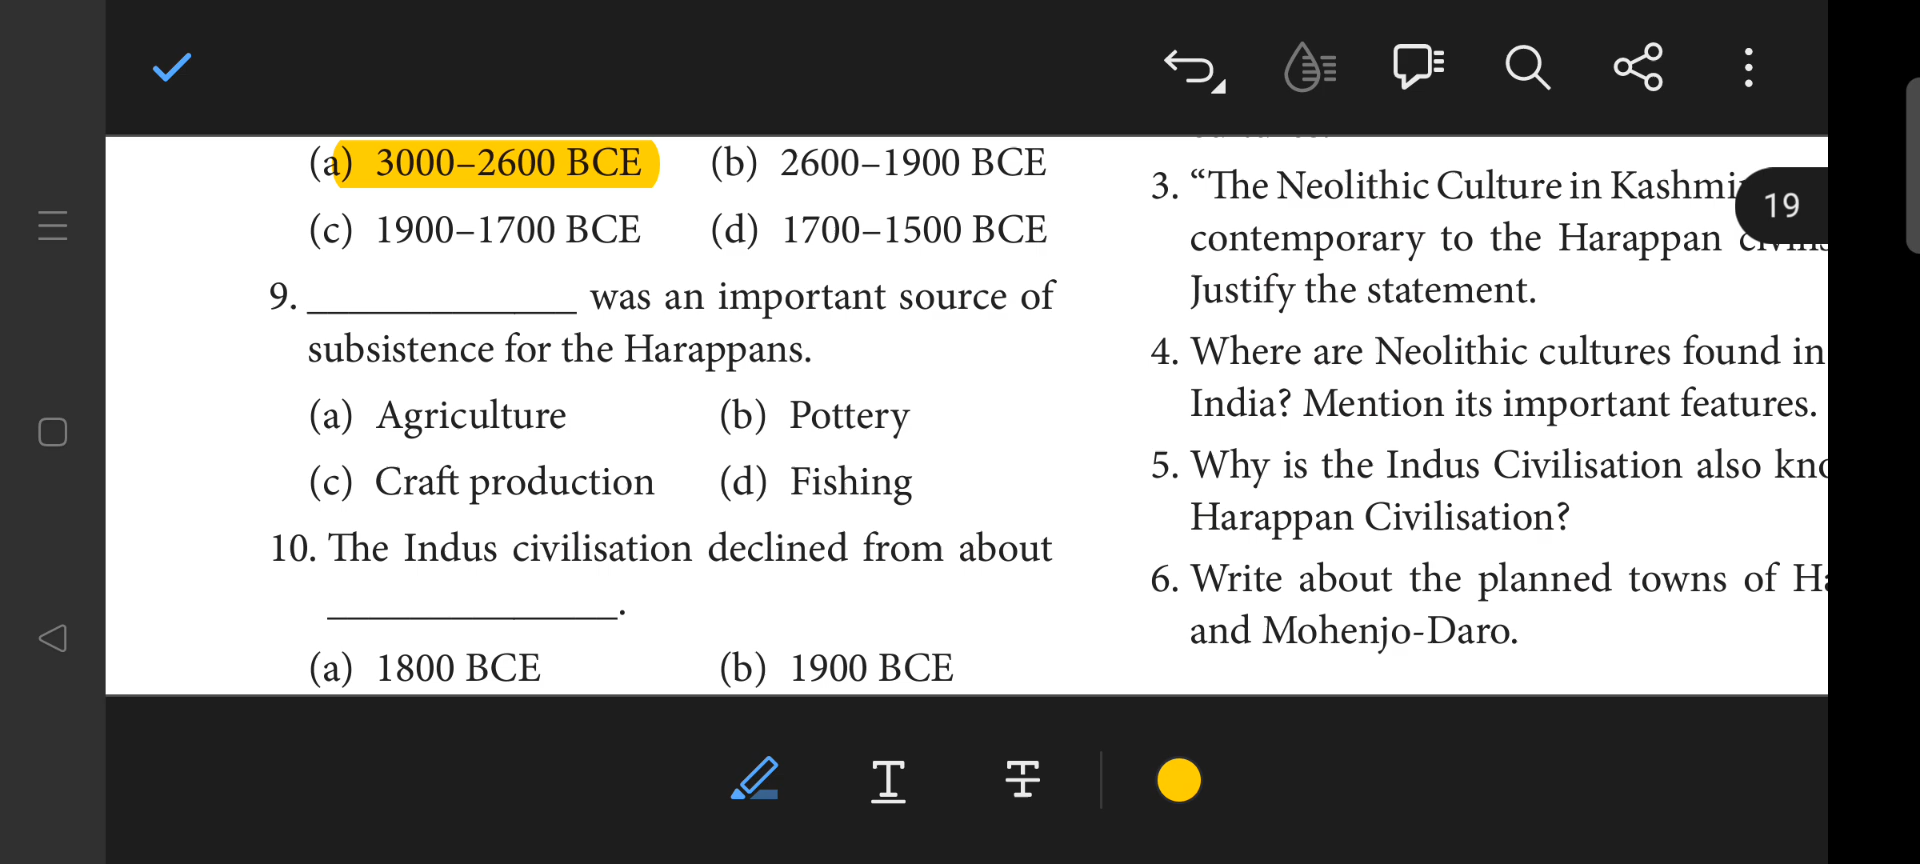 (a) 3000–2600 BCE (b) 2600–1900 BCE
(c) 1900–1700 BCE (d) 1700–1500 BCE
9. _____________ was an important source of
subsistence for the Harappans.
(a) Agriculture (b) Pottery
(c) Craft production (d) Fishing
10. The Indus civilisation declined from about
______________.
(a) 1800 BCE (b) 1900 BCE
3. “The Neolithic Culture in
contemporary to the Harappan
Justify the statement.
4. Where are Neolithic cultures found in
India? Mention its important features.
5. Why is the Indus Civilisation also
Harappan Civilisation?
6. Write about the planned towns of
and Mohenjo-Daro.
19